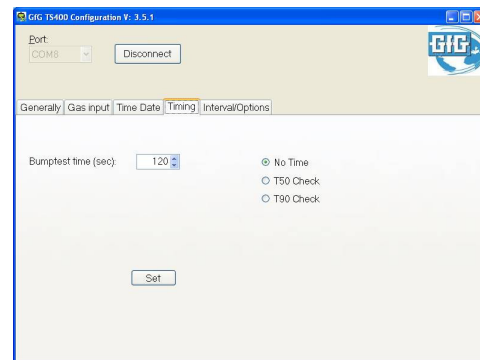 GfG TS400 Configuration V: 3.5.1
Port:
COM8 Disconnect
GfG
Generally Gas input Time Date Timing Interval/Options
Bumptest time (sec): 120 No Time
T50 Check
T90 Check
Set